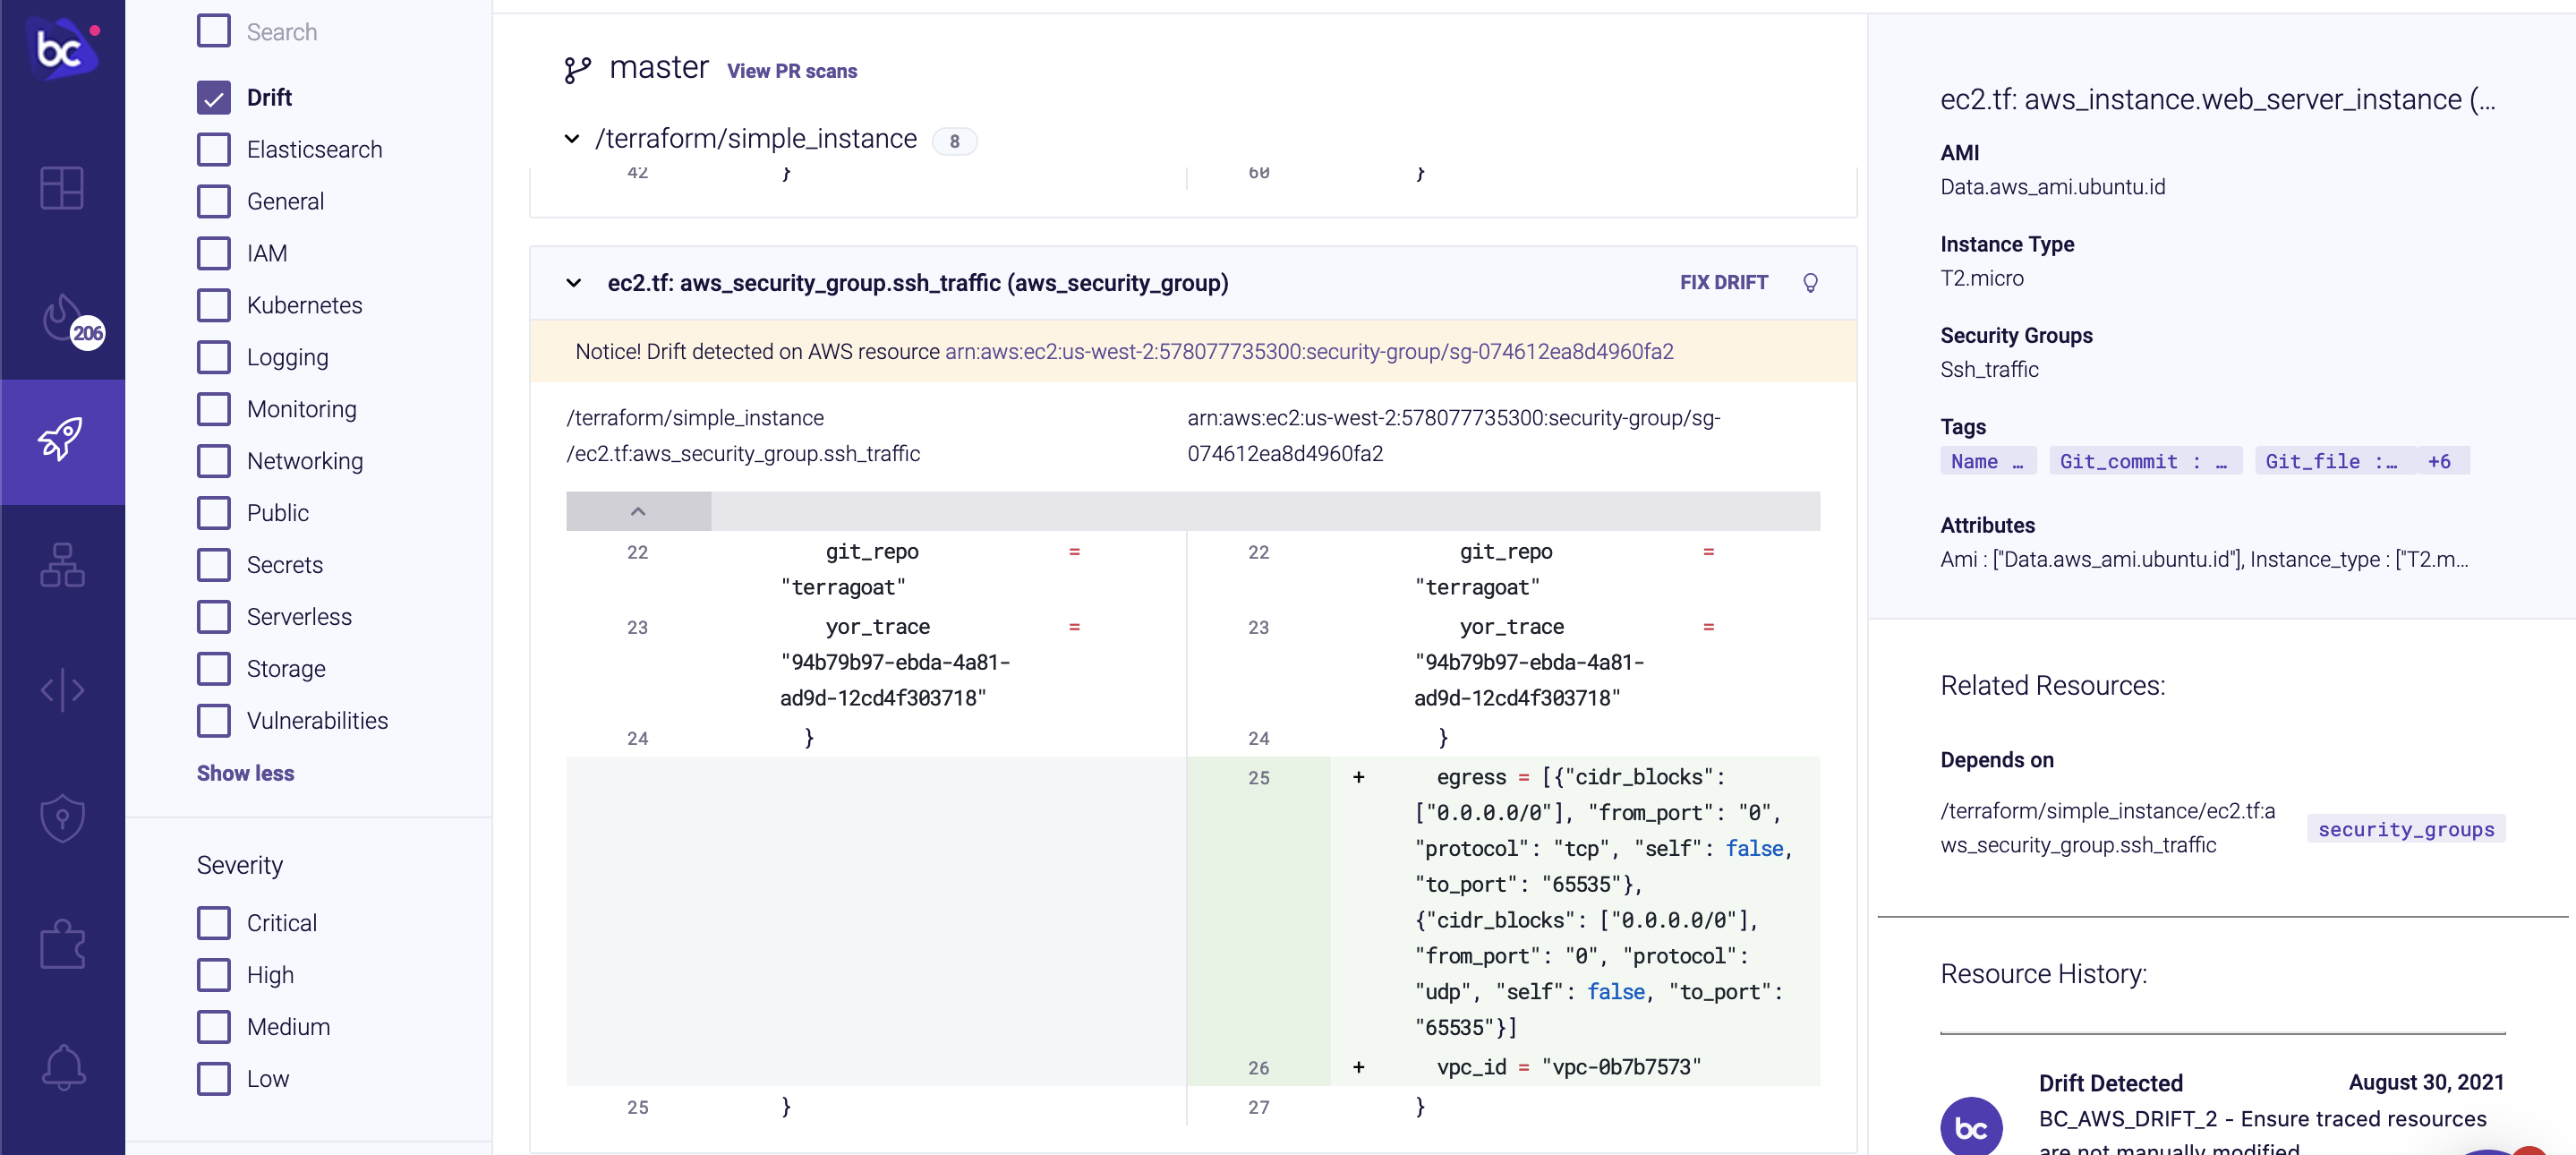 bc
206
Search
Drift
Elasticsearch
General
IAM
Kubernetes
Logging
Monitoring
Networking
Public
Secrets
Serverless
Storage
Vulnerabilities
Show less
Severity
Critical
High
Medium
Low
master View PR scans
/terraform/simple_instance 8
42 } 60 }
ec2.tf: aws_security_group.ssh_traffic (aws_security_group) FIX DRIFT
Notice! Drift detected on AWS resource arn:aws:ec2:us-west-2:578077735300:security-group/sg-074612ea8d4960fa2
/terraform/simple_instance
/ec2.tf:aws_security_group.ssh_traffic
arn:aws:ec2:us-west-2:578077735300:security-group/sg-
074612ea8d4960fa2
22 git_repo =
"terragoat"
23 yor_trace =
"94b79b97-ebda-4a81-
ad9d-12cd4f303718"
24 }
25 }
22 git_repo =
"terragoat"
23 yor_trace =
"94b79b97-ebda-4a81-
ad9d-12cd4f303718"
24 }
25 + egress = [{"cidr_blocks":
["0.0.0.0/0"], "from_port": "0",
"protocol": "tcp", "self": false,
"to_port": "65535"},
{"cidr_blocks": ["0.0.0.0/0"],
"from_port": "0", "protocol":
"udp", "self": false, "to_port":
"65535"}]
26 + vpc_id = "vpc-0b7b7573"
27 }
ec2.tf: aws_instance.web_server_instance (...
AMI
Data.aws_ami.ubuntu.id
Instance Type
T2.micro
Security Groups
Ssh_traffic
Tags
Name … Git_commit : … Git_file :… +6
Attributes
Ami : ["Data.aws_ami.ubuntu.id"], Instance_type : ["T2.m...
Related Resources:
Depends on
/terraform/simple_instance/ec2.tf:a
ws_security_group.ssh_traffic
security_groups
Resource History:
bc
Drift Detected August 30, 2021
BC_AWS_DRIFT_2 - Ensure traced resources
are not manually modified